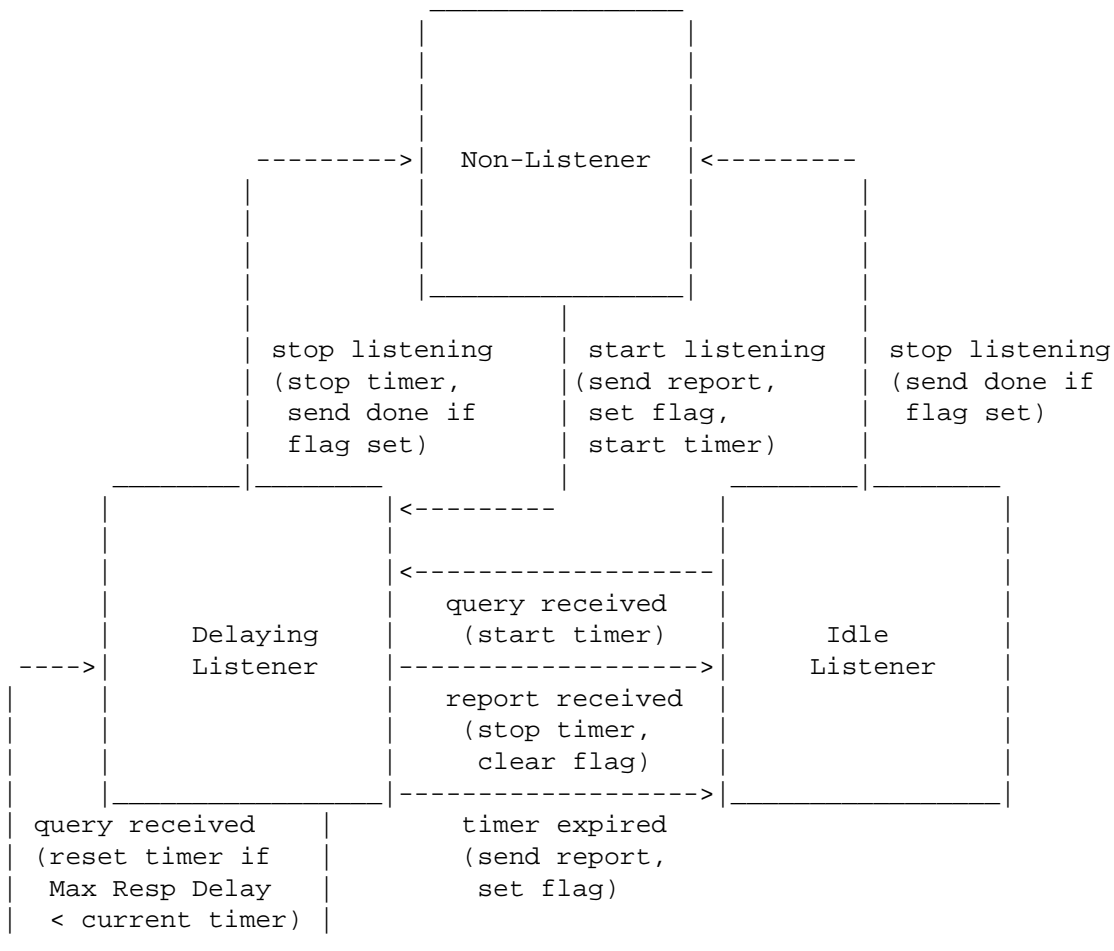 Non-Listener
stop listening
(stop timer,
send done if
flag set)
start listening
(send report,
set flag,
start timer)
stop listening
(send done if
flag set)
query received
(start timer)
Delaying
Listener
Idle
Listener
report received
(stop timer,
clear flag)
query received
(reset timer if
Max Resp Delay
< current timer)
timer expired
(send report,
set flag)